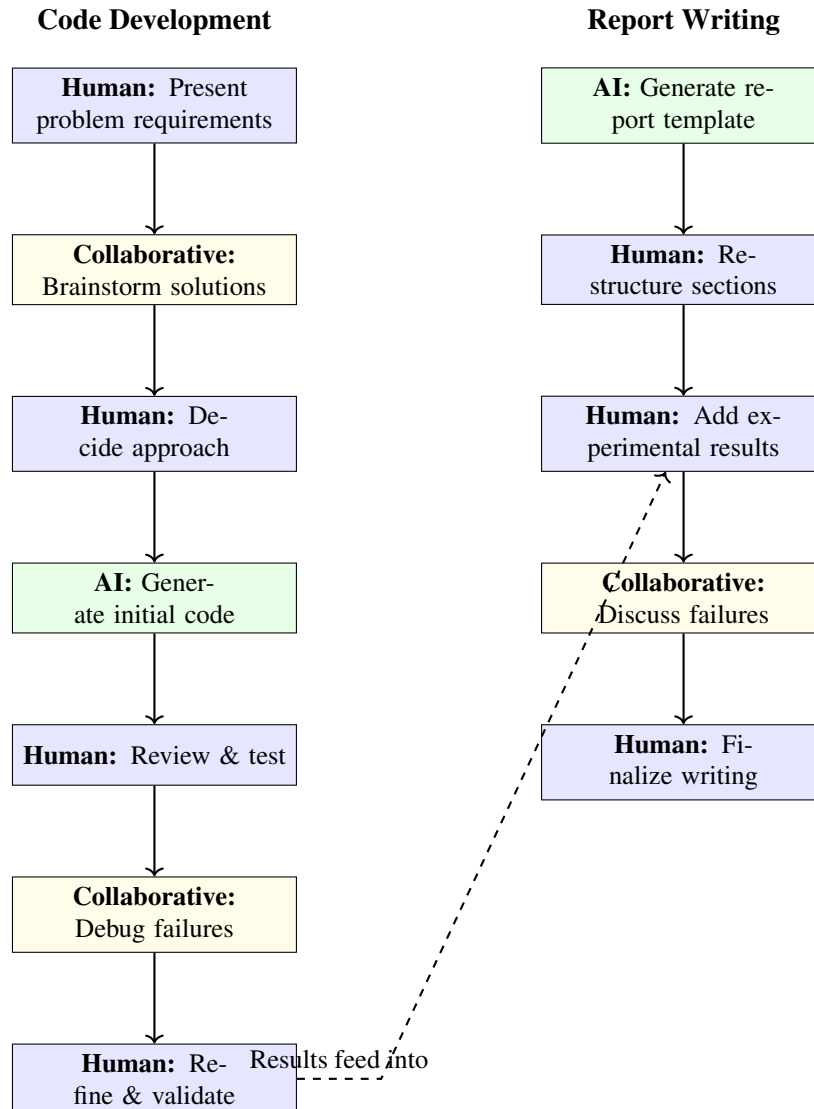 Code Development
Human: Present
problem requirements
Collaborative:
Brainstorm solutions
Human: De-
cide approach
AI: Gener-
ate initial code
Human: Review & test
Collaborative:
Debug failures
Human: Re-
fine & validate
Results feed into
Report Writing
AI: Generate re-
port template
Human: Re-
structure sections
Human: Add ex-
perimental results
Collaborative:
Discuss failures
Human: Fi-
nalize writing